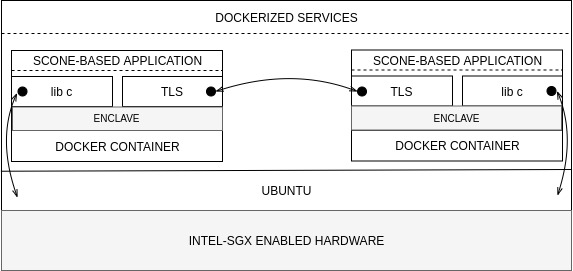 DOCKERIZED SERVICES
SCONE-BASED APPLICATION
lib c
TLS
ENCLAVE
DOCKER CONTAINER
SCONE-BASED APPLICATION
TLS
lib c
ENCLAVE
DOCKER CONTAINER
UBUNTU
INTEL-SGX ENABLED HARDWARE